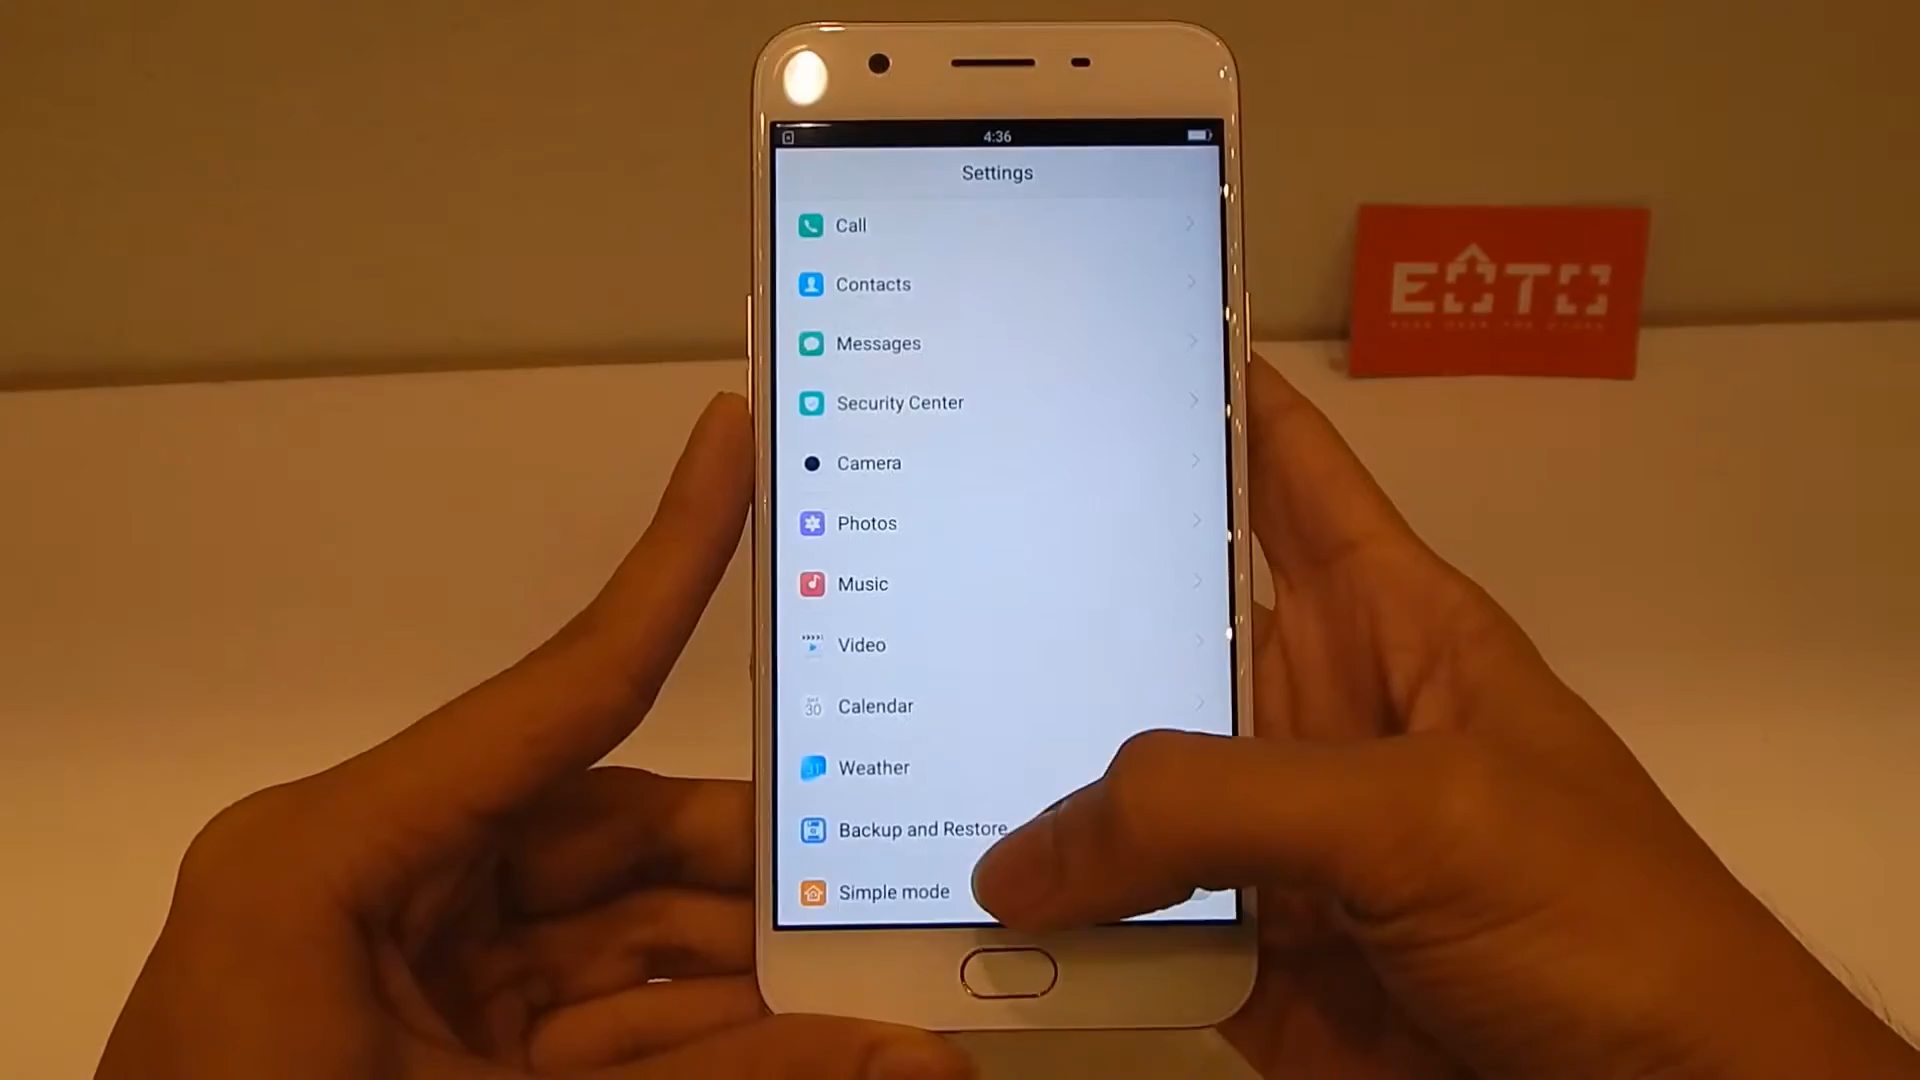 4:36
Settings
Call
Contacts
Messages
Security Center
Camera
Photos
Music
Video
30
Calendar
Weather
Backup and Restore
Simple mode
EOTO